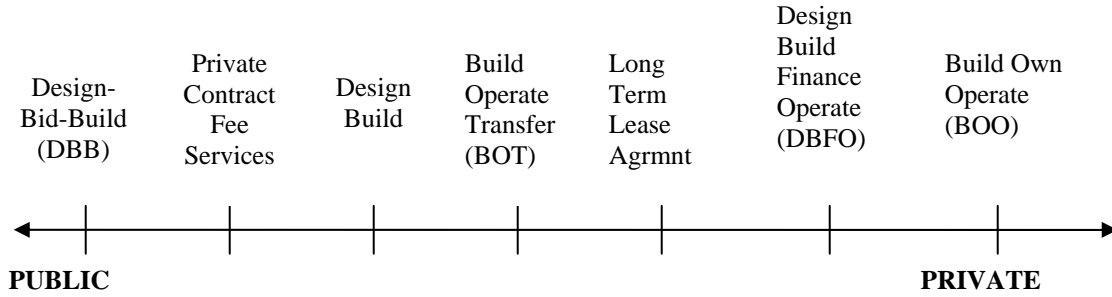 Design-
Bid-Build
(DBB)
Private
Contract
Fee
Services
Design
Build
Build
Operate
Transfer
(BOT)
Long
Term
Lease
Agrmnt
Design
Build
Finance
Operate
(DBFO)
Build Own
Operate
(BOO)
PUBLIC
PRIVATE